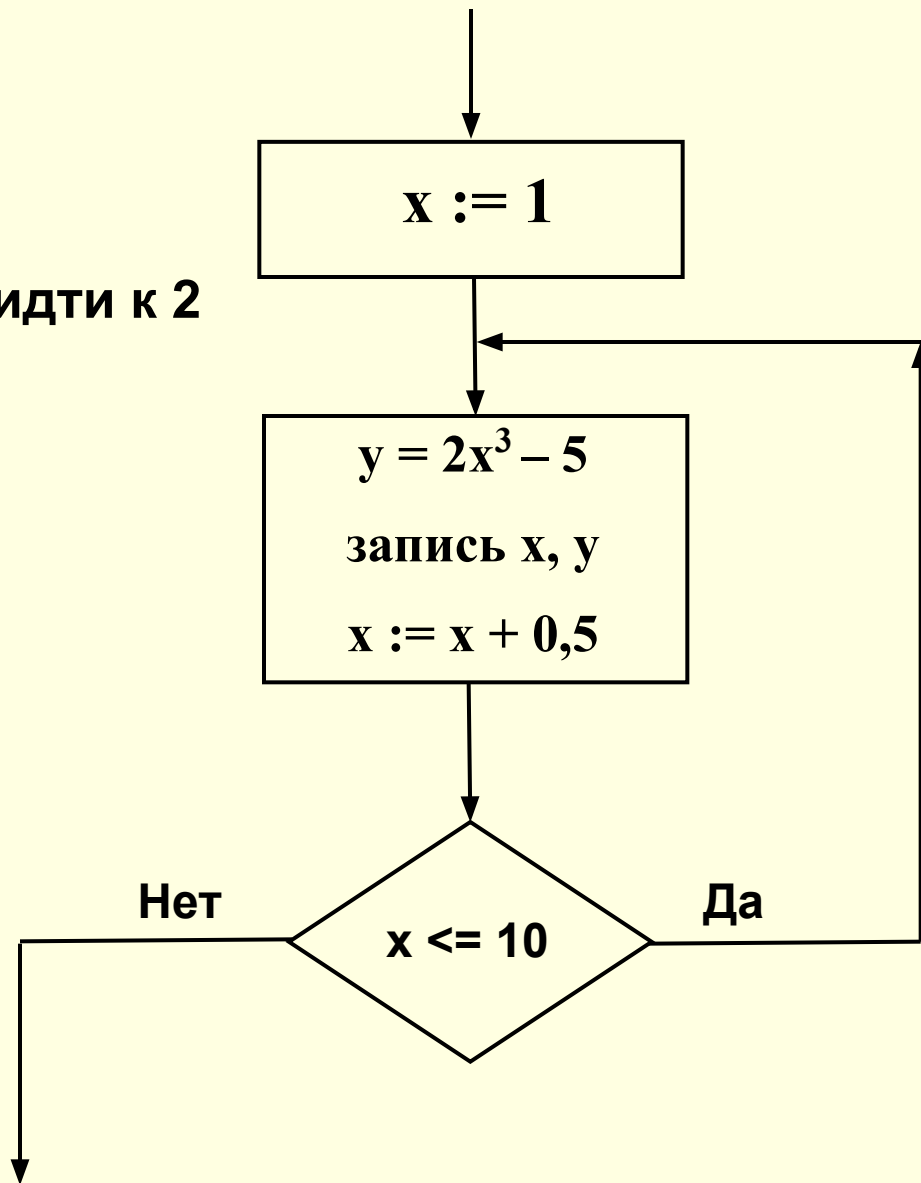 x := 1
идти к 2
y = 2x³ – 5
запись x, y
x := x + 0,5
Нет
Да
x <= 10